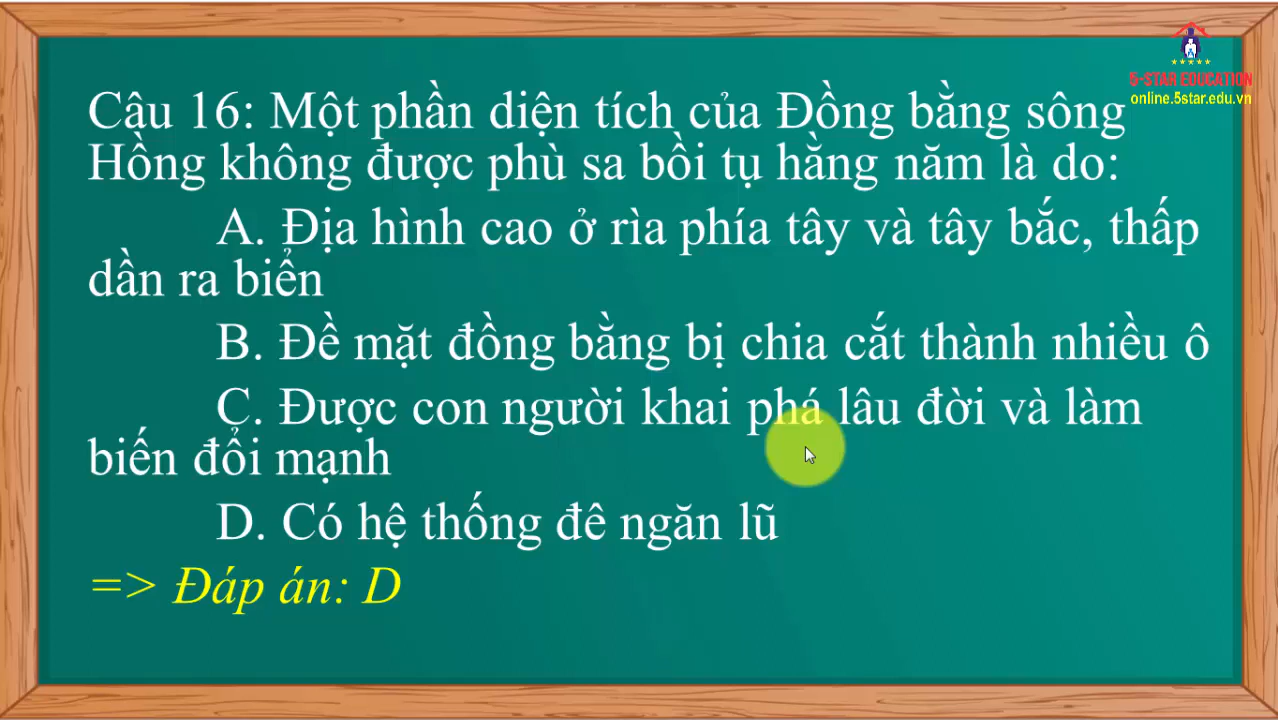 5-STAR EDUCATION
online.5star.edu.vn
Câu 16: Một phần diện tích của Đồng bằng sông
Hồng không được phù sa bồi tụ hằng năm là do:
A. Địa hình cao ở rìa phía tây và tây bắc, thấp
dần ra biển
B. Đề mặt đồng bằng bị chia cắt thành nhiều ô
C. Được con người khai phá lâu đời và làm
biến đổi mạnh
D. Có hệ thống đê ngăn lũ
=> Đáp án: D